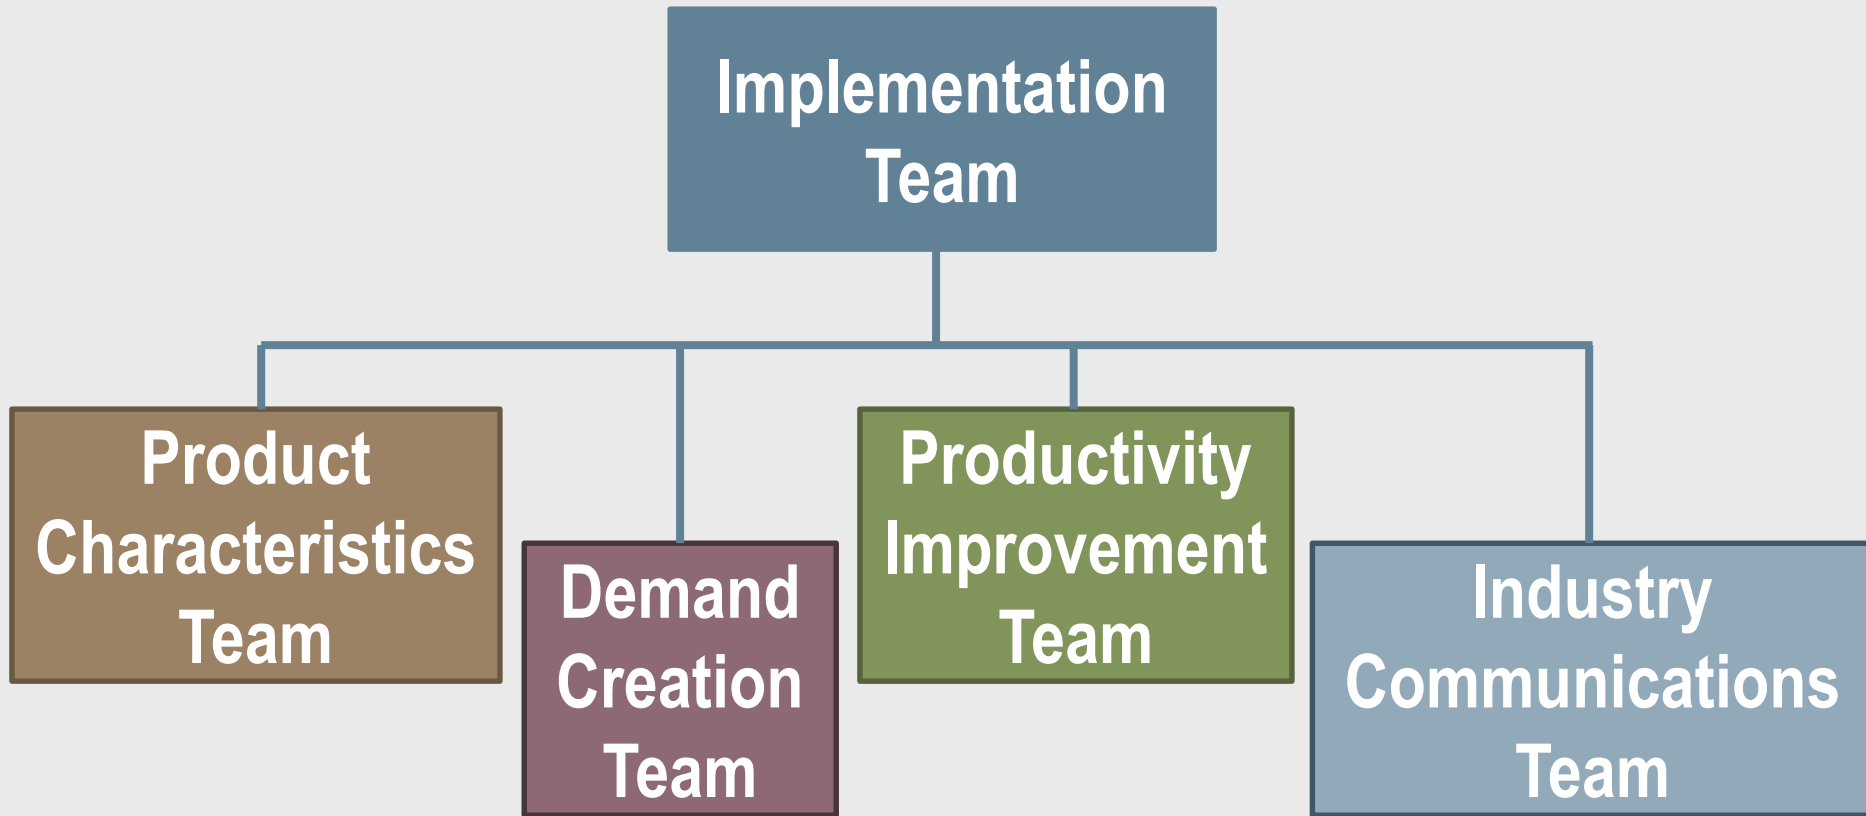 Implementation
Team
Product
Characteristics
Team
Demand
Creation
Team
Productivity
Improvement
Team
Industry
Communications
Team